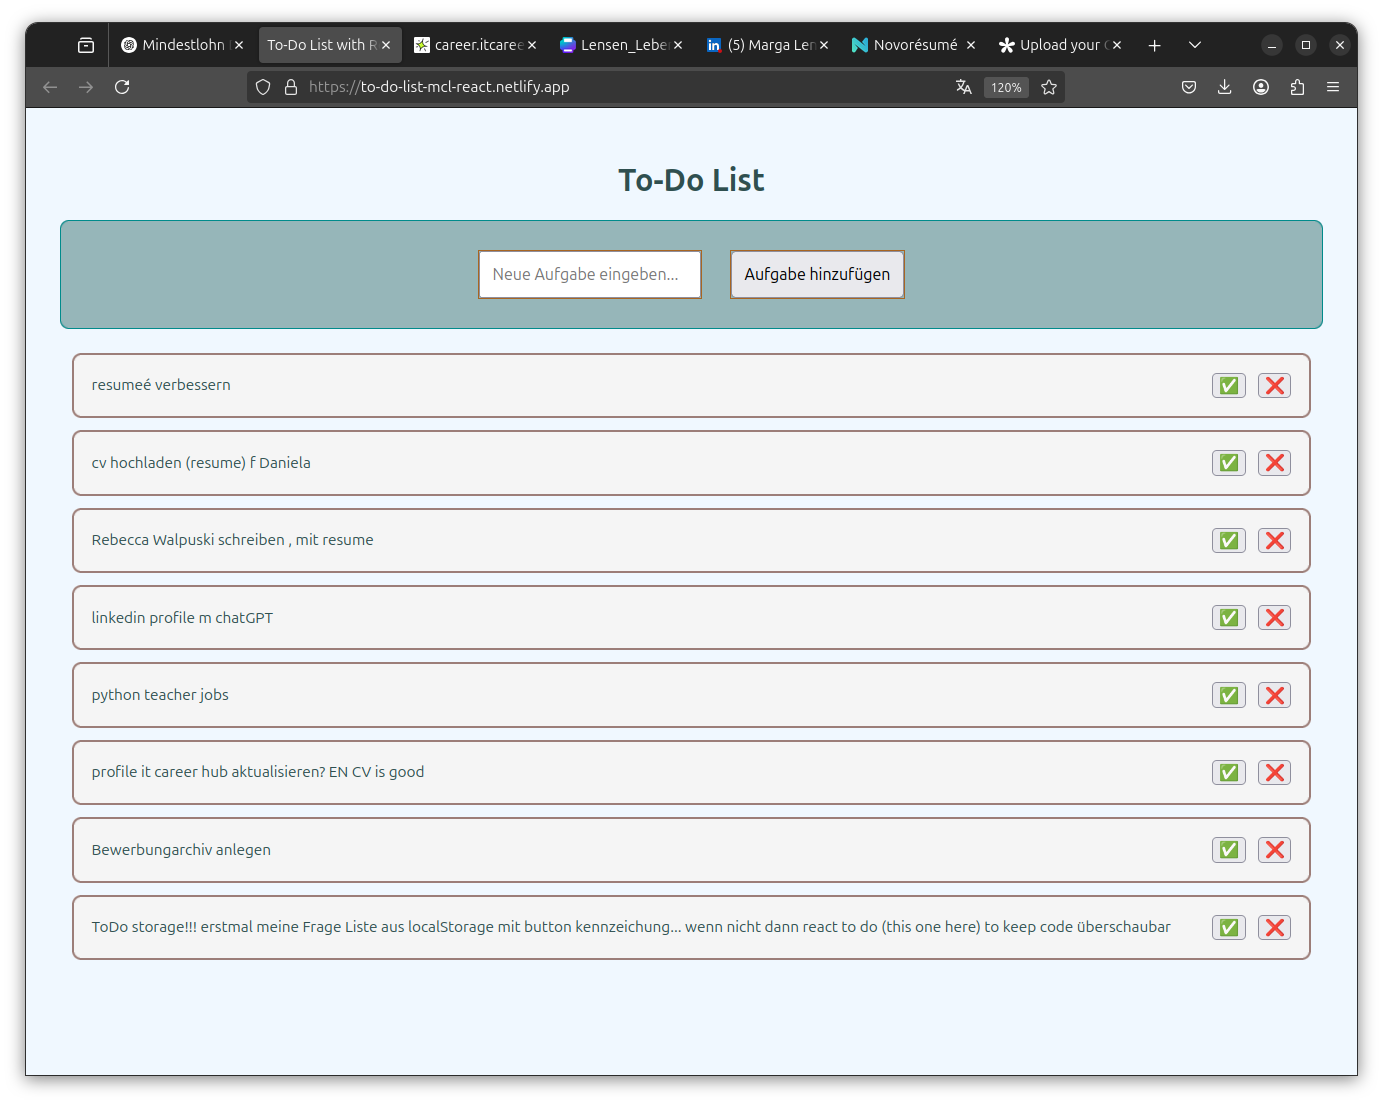 Mindestlohn
To-Do List with R
career.itcaree
Lensen_Lebe
(5) Marga Len
Novorésumé
Upload your
https://to-do-list-mcl-react.netlify.app
120%
To-Do List
Neue Aufgabe eingeben...
Aufgabe hinzufügen
resumeé verbessern
cv hochladen (resume) f Daniela
Rebecca Walpuski schreiben , mit resume
linkedin profile m chatGPT
python teacher jobs
profile it career hub aktualisieren? EN CV is good
Bewerbungarchiv anlegen
ToDo storage!!! erstmal meine Frage Liste aus localStorage mit button kennzeichung... wenn nicht dann react to do (this one here) to keep code überschaubar